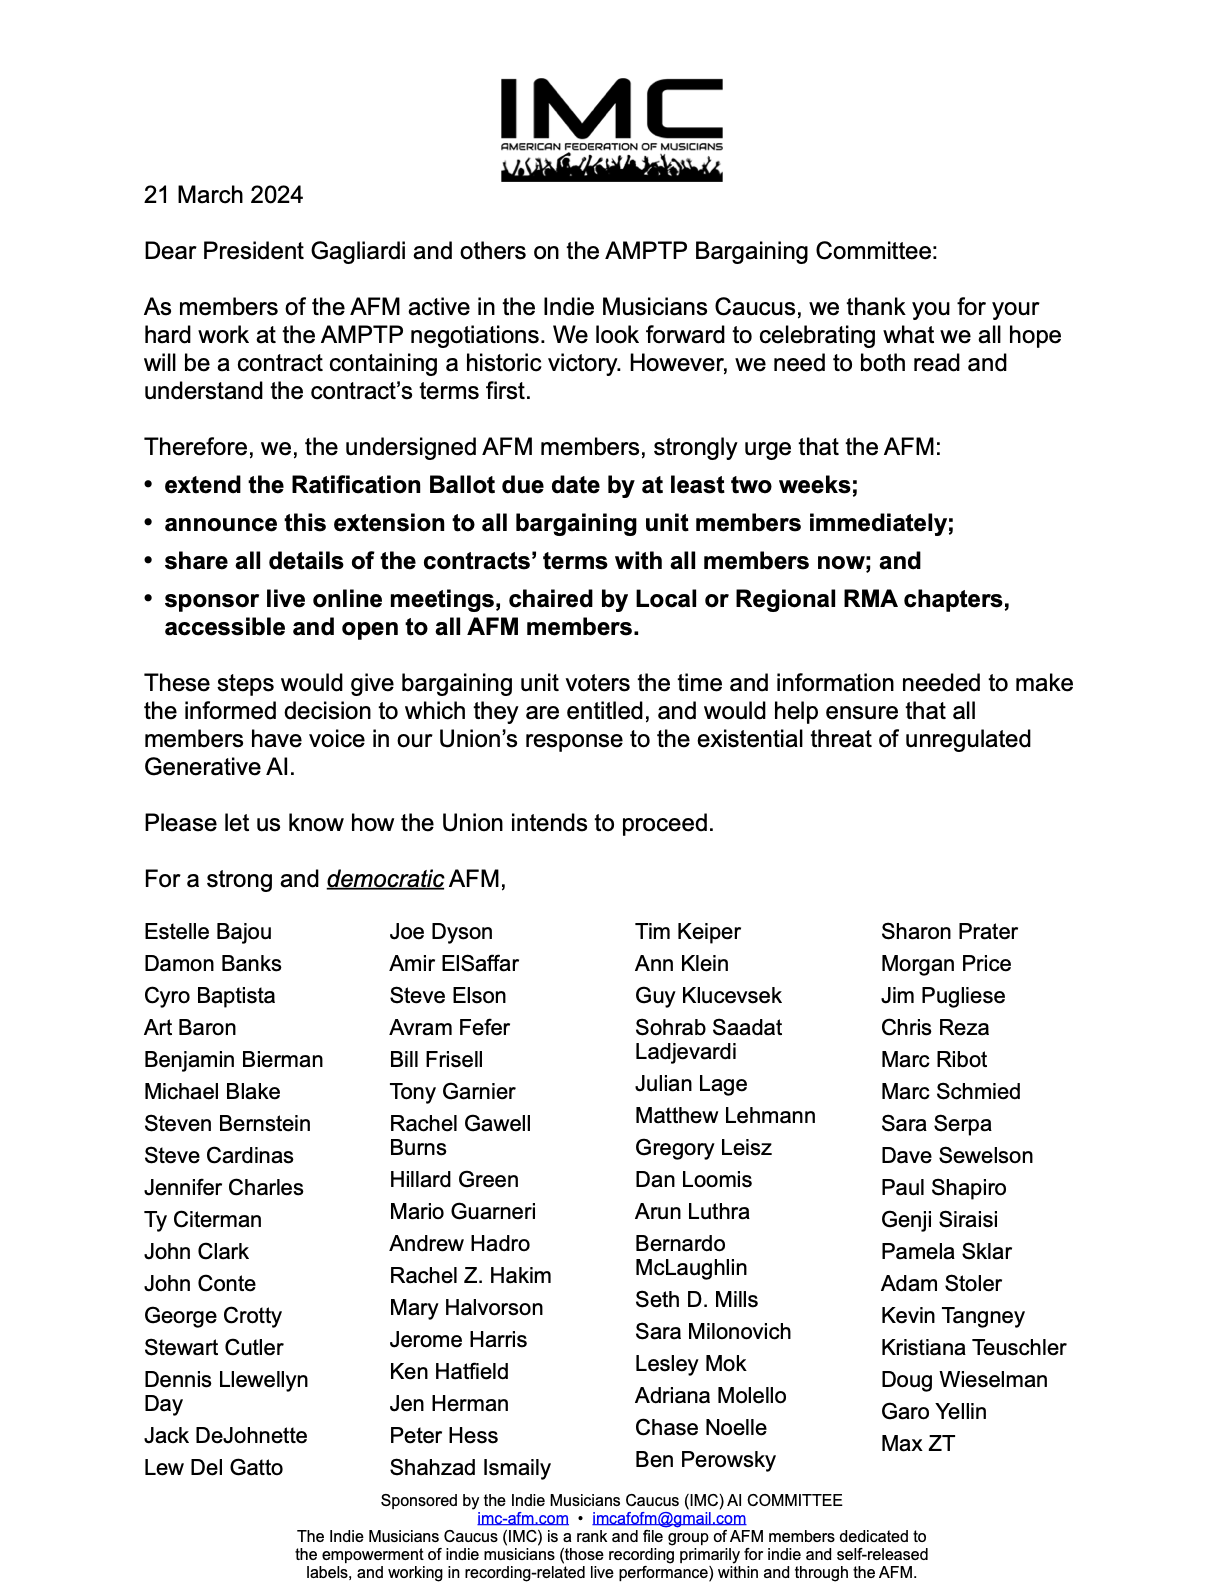 IMC
AMERICAN FEDERATION OF MUSICIANS
21 March 2024
Dear President Gagliardi and others on the AMPTP Bargaining Committee:
As members of the AFM active in the Indie Musicians Caucus, we thank you for your
hard work at the AMPTP negotiations. We look forward to celebrating what we all hope
will be a contract containing a historic victory. However, we need to both read and
understand the contract’s terms first.
Therefore, we, the undersigned AFM members, strongly urge that the AFM:
• extend the Ratification Ballot due date by at least two weeks;
• announce this extension to all bargaining unit members immediately;
• share all details of the contracts’ terms with all members now; and
• sponsor live online meetings, chaired by Local or Regional RMA chapters,
accessible and open to all AFM members.
These steps would give bargaining unit voters the time and information needed to make
the informed decision to which they are entitled, and would help ensure that all
members have voice in our Union’s response to the existential threat of unregulated
Generative AI.
Please let us know how the Union intends to proceed.
For a strong and democratic AFM,
Estelle Bajou
Damon Banks
Cyro Baptista
Art Baron
Benjamin Bierman
Michael Blake
Steven Bernstein
Steve Cardinas
Jennifer Charles
Ty Citerman
John Clark
John Conte
George Crotty
Stewart Cutler
Dennis Llewellyn
Day
Jack DeJohnette
Lew Del Gatto
Joe Dyson
Amir ElSaffar
Steve Elson
Avram Fefer
Bill Frisell
Tony Garnier
Rachel Gawell
Burns
Hillard Green
Mario Guarneri
Andrew Hadro
Rachel Z. Hakim
Mary Halvorson
Jerome Harris
Ken Hatfield
Jen Herman
Peter Hess
Shahzad Ismaily
Tim Keiper
Ann Klein
Guy Klucevsek
Sohrab Saadat
Ladjevardi
Julian Lage
Matthew Lehmann
Gregory Leisz
Dan Loomis
Arun Luthra
Bernardo
McLaughlin
Seth D. Mills
Sara Milonovich
Lesley Mok
Adriana Molello
Chase Noelle
Ben Perowsky
Sharon Prater
Morgan Price
Jim Pugliese
Chris Reza
Marc Ribot
Marc Schmied
Sara Serpa
Dave Sewelson
Paul Shapiro
Genji Siraisi
Pamela Sklar
Adam Stoler
Kevin Tangney
Kristiana Teuschler
Doug Wieselman
Garo Yellin
Max ZT
Sponsored by the Indie Musicians Caucus (IMC) AI COMMITTEE
imc-afm.com • imcafofm@gmail.com
The Indie Musicians Caucus (IMC) is a rank and file group of AFM members dedicated to
the empowerment of indie musicians (those recording primarily for indie and self-released
labels, and working in recording-related live performance) within and through the AFM.